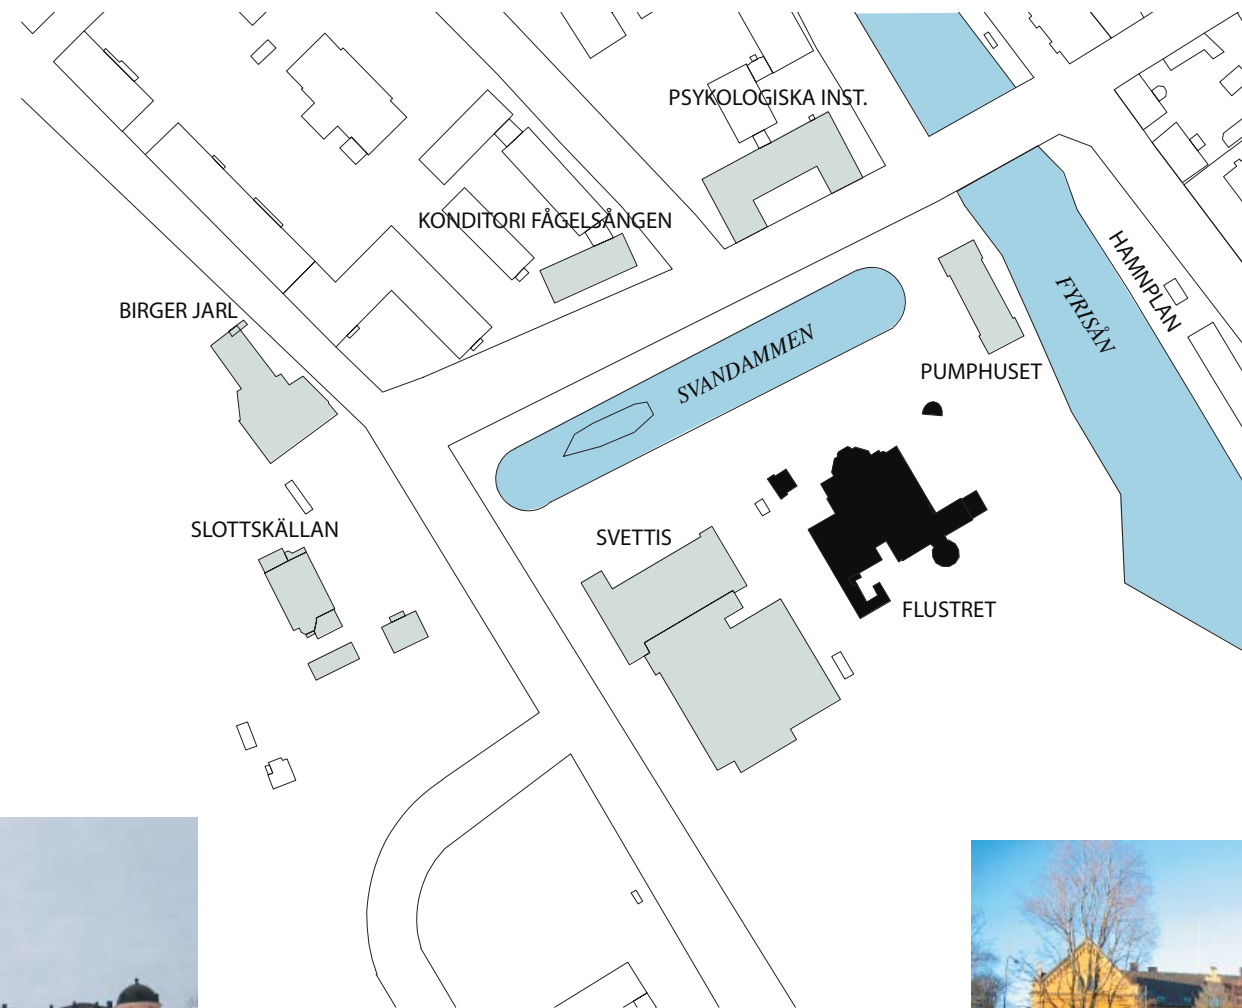 PSYKOLOGISKA INST.
KONDITORI FÅGELSÅNGEN
HAMNPLAN
FYRISÅN
BIRGER JARL
SVANDAMMEN
PUMPHUSET
SLOTTSKÄLLAN
SVETTIS
FLUSTRET